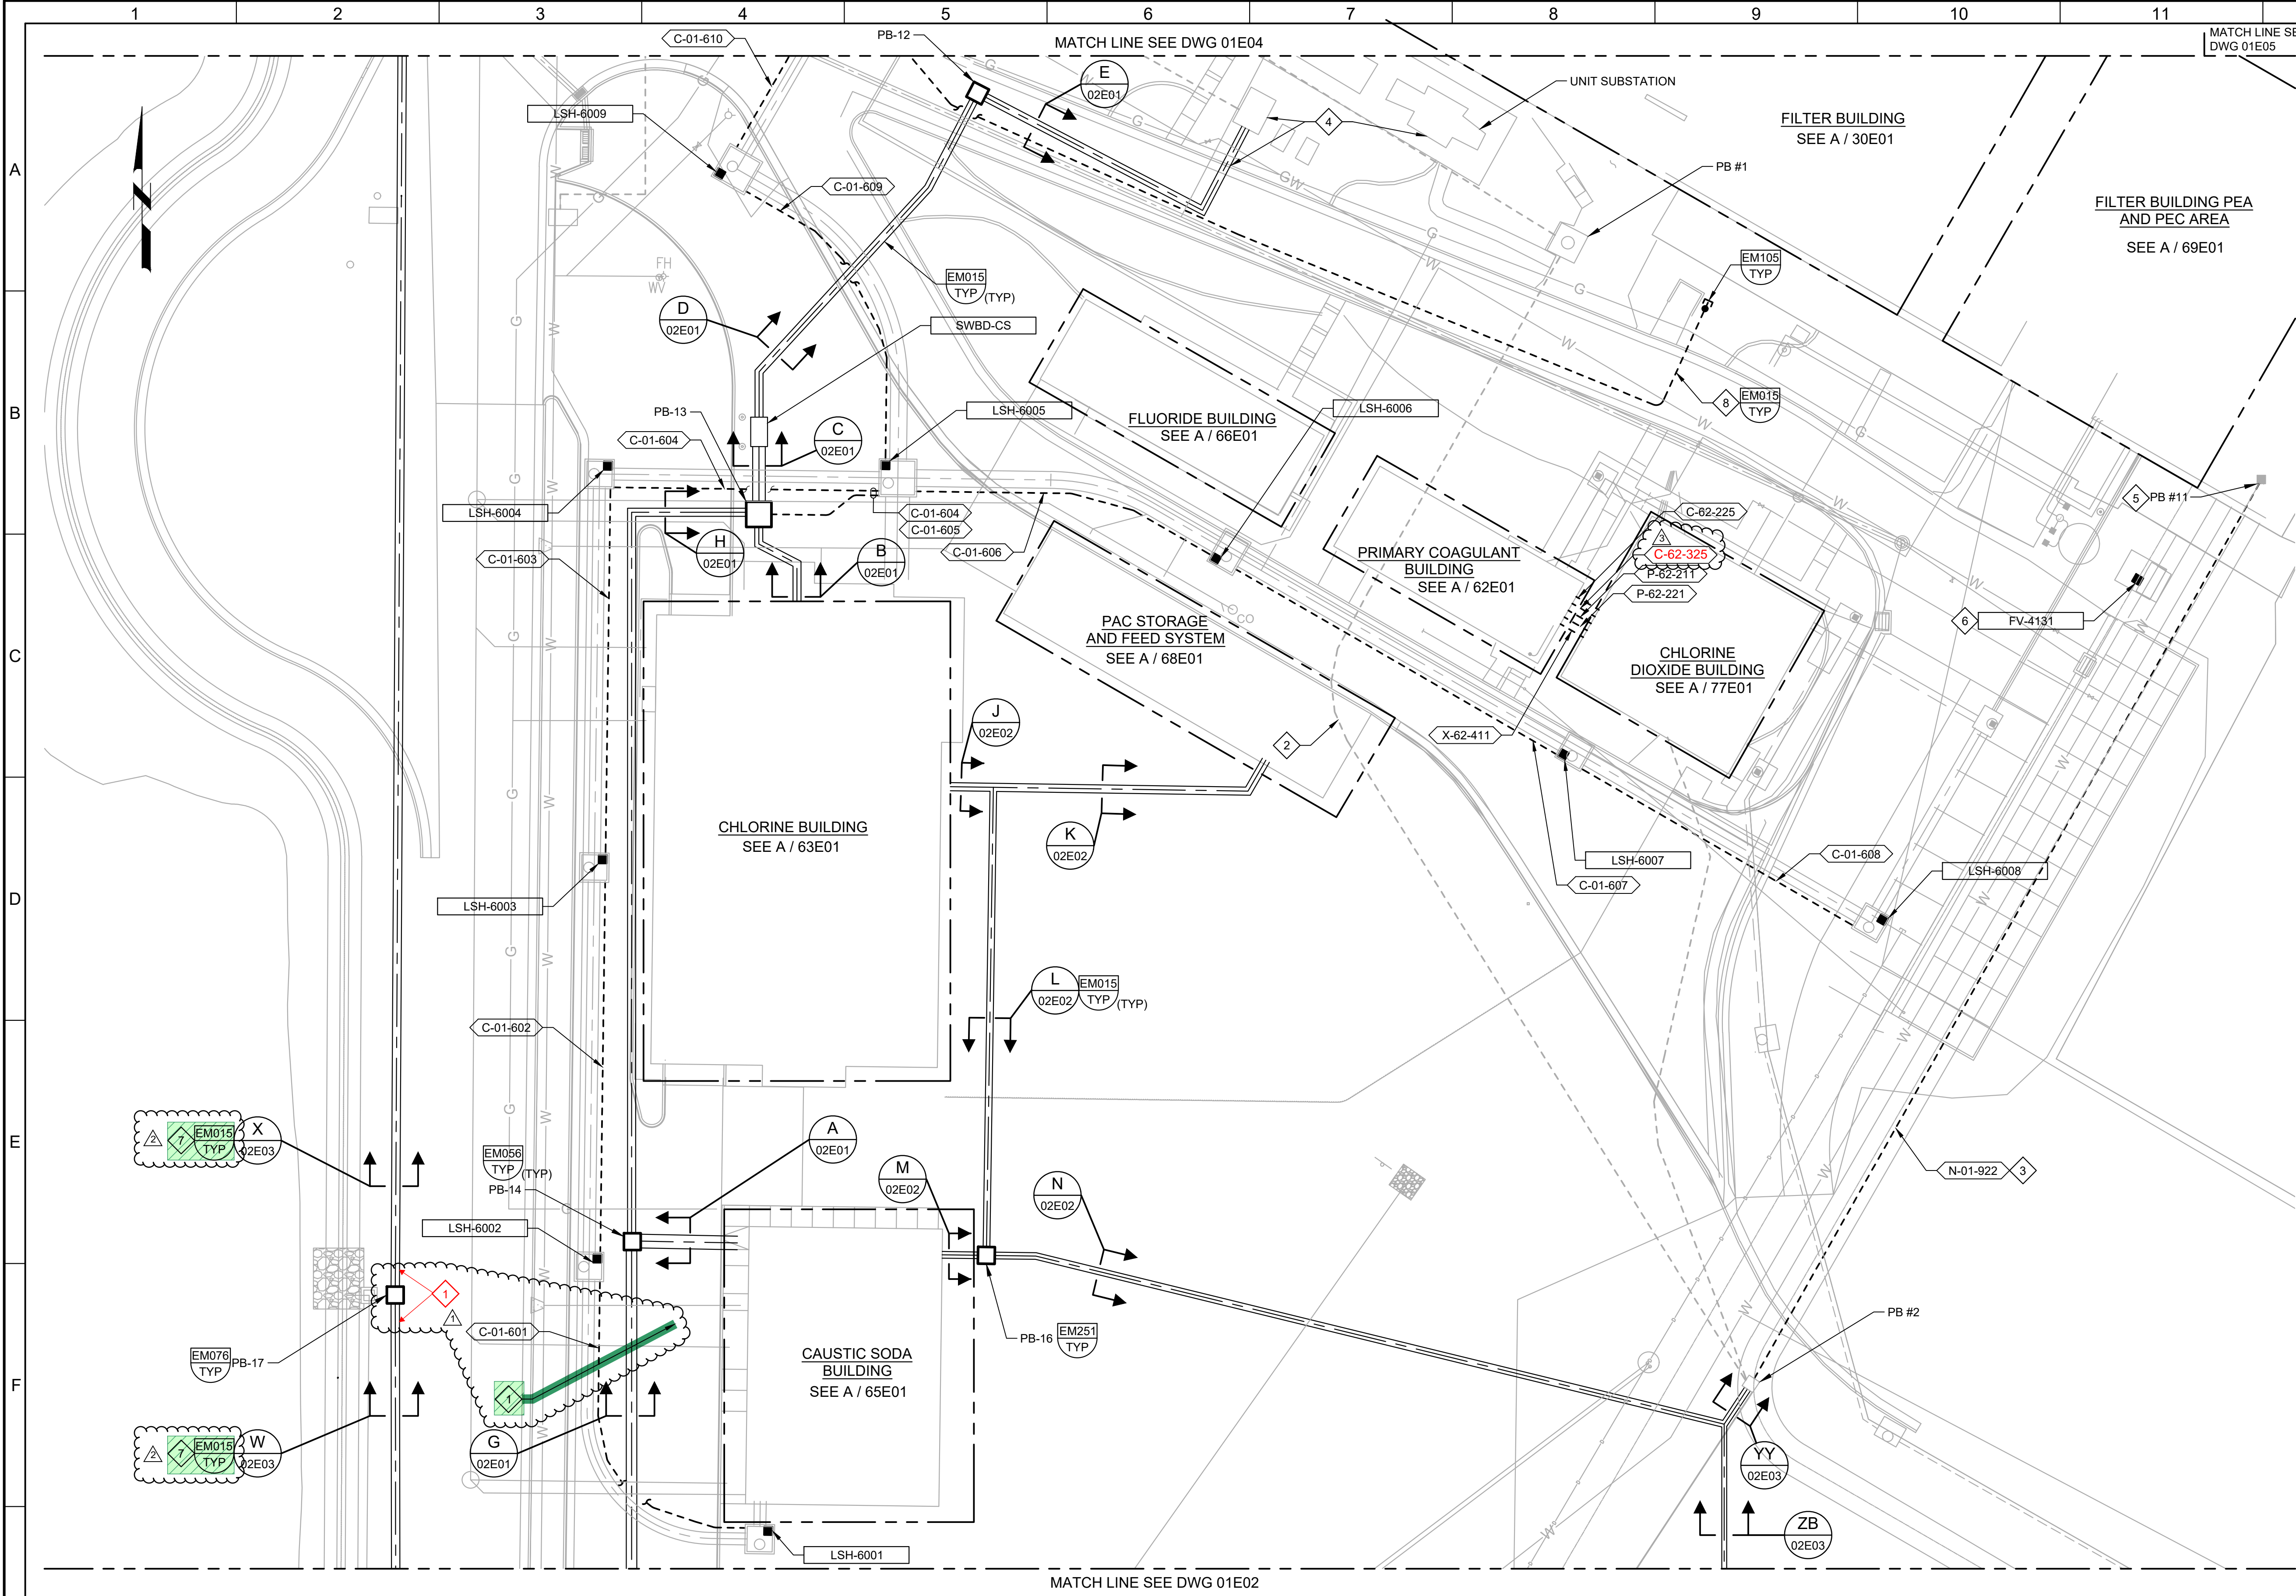 1 2 3 4 5 6 7 8 9 10 11
MATCH LINE SEE DWG 01E04
MATCH LINE SE
DWG 01E05
C-01-610
PB-12
E
02E01
UNIT SUBSTATION
FILTER BUILDING
SEE A / 30E01
LSH-6009
4
PB #1
A
C-01-609
GW
G
W
FILTER BUILDING PEA
AND PEC AREA
SEE A / 69E01
FH
WV
EM015
TYP
(TYP)
EM105
TYP
D
02E01
SWBD-CS
B
PB-13
LSH-6005
LSH-6006
8
EM015
TYP
C-01-604
C
02E01
FLUORIDE BUILDING
SEE A / 66E01
LSH-6004
C-01-604
C-01-605
C-62-225
5
PB #11
3
C-62-325
C-01-603
H
02E01
B
02E01
C-01-606
PRIMARY COAGULANT
BUILDING
SEE A / 62E01
P-62-211
P-62-221
C
CO
PAC STORAGE
AND FEED SYSTEM
SEE A / 68E01
6
FV-4131
CHLORINE
DIOXIDE BUILDING
SEE A / 77E01
J
02E02
2
X-62-411
CHLORINE BUILDING
SEE A / 63E01
K
02E02
LSH-6007
C-01-608
LSH-6008
C-01-607
D
LSH-6003
L
02E02
EM015
TYP
(TYP)
C-01-602
E
2
7
EM015
TYP
X
02E03
EM056
TYP
(TYP)
A
02E01
PB-14
M
02E02
N
02E02
N-01-922
3
LSH-6002
1
1
C-01-601
PB #2
EM076
TYP
PB-17
PB-16
EM251
TYP
CAUSTIC SODA
BUILDING
SEE A / 65E01
F
1
2
7
EM015
TYP
W
02E03
G
02E01
YY
02E03
ZB
02E03
LSH-6001
MATCH LINE SEE DWG 01E02